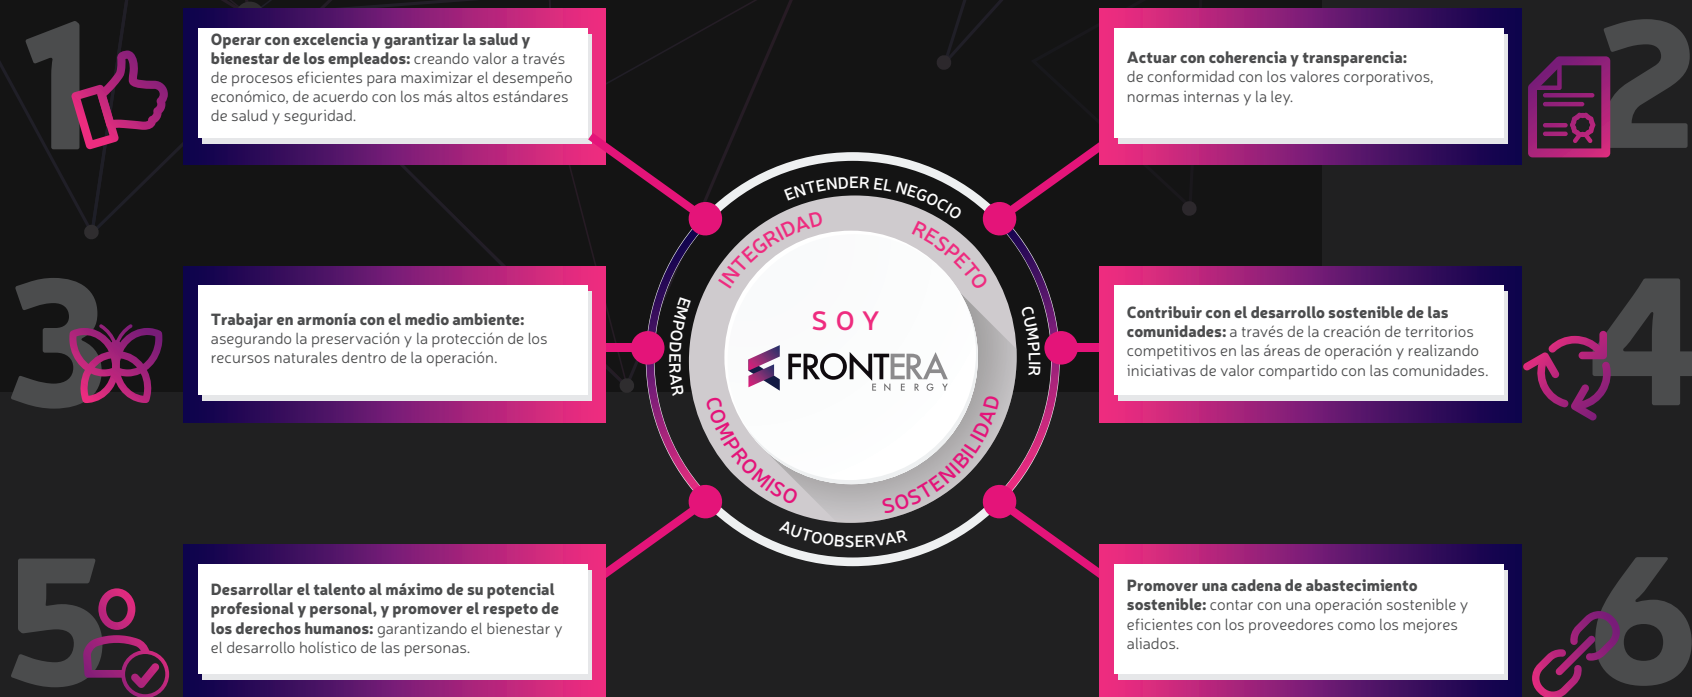 1
Operar con excelencia y garantizar la salud y
bienestar de los empleados: creando valor a través
de procesos eficientes para maximizar el desempeño
económico, de acuerdo con los más altos estándares
de salud y seguridad.
2
Actuar con coherencia y transparencia:
de conformidad con los valores corporativos,
normas internas y la ley.
ENTENDER EL NEGOCIO
INTEGRIDAD
RESPETO
EMPODERAR
CUMPLIR
SOY
FRONTERA
ENERGY
COMPROMISO
SOSTENIBILIDAD
AUTOOBSERVAR
3
Trabajar en armonía con el medio ambiente:
asegurando la preservación y la protección de los
recursos naturales dentro de la operación.
4
Contribuir con el desarrollo sostenible de las
comunidades: a través de la creación de territorios
competitivos en las áreas de operación y realizando
iniciativas de valor compartido con las comunidades.
5
Desarrollar el talento al máximo de su potencial
profesional y personal, y promover el respeto de
los derechos humanos: garantizando el bienestar y
el desarrollo holístico de las personas.
6
Promover una cadena de abastecimiento
sostenible: contar con una operación sostenible y
eficientes con los proveedores como los mejores
aliados.